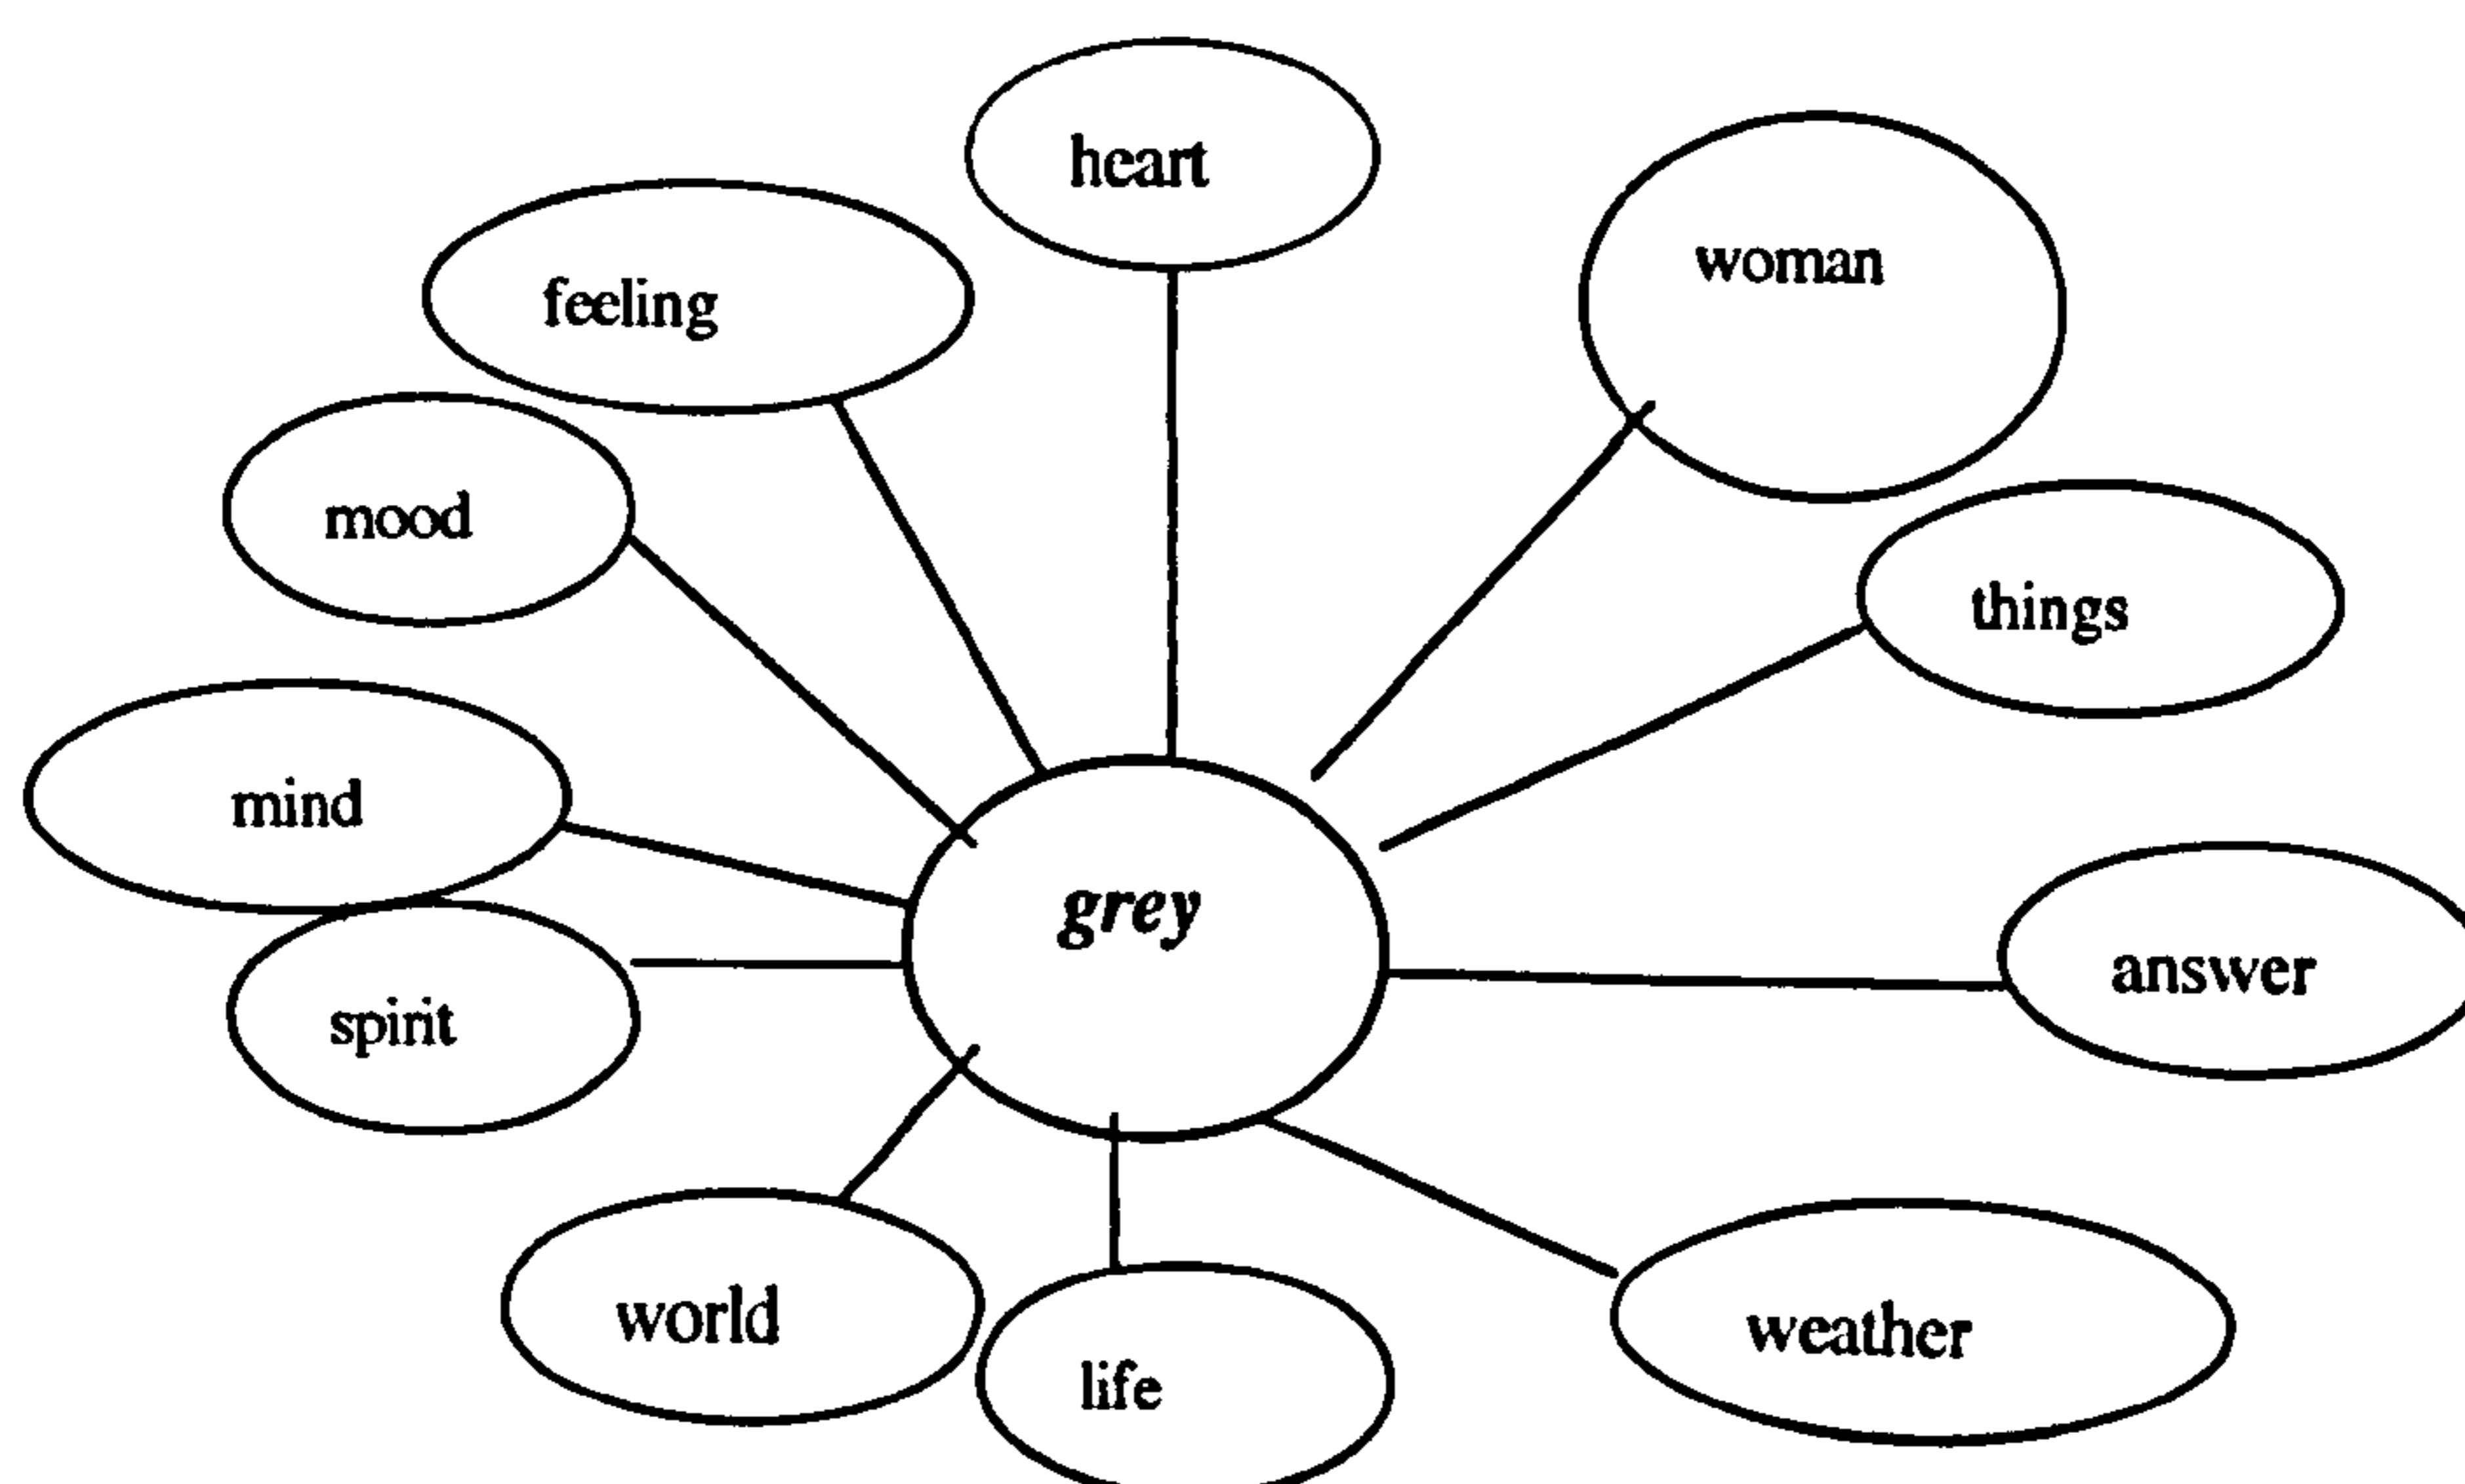 heart
woman
feeling
mood
things
mind
grey
answer
spirit
world
weather
life